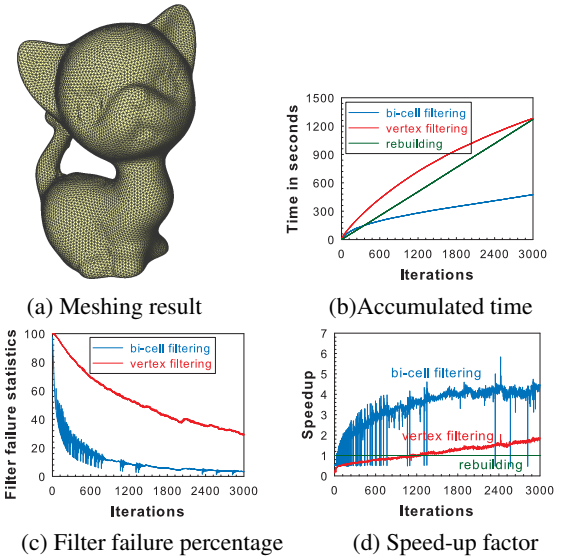 (a) Meshing result
Time in seconds
1500
1200
900
600
300
0
bi-cell filtering
vertex filtering
rebuilding
0 600 1200 1800 2400 3000
Iterations
(b)Accumulated time
Filter failure statistics
100
80
60
40
20
0
bi-cell filtering
vertex filtering
0 600 1200 1800 2400 3000
Iterations
(c) Filter failure percentage
Speedup
7
6
5
4
3
2
1
0
bi-cell filtering
vertex filtering
rebuilding
0 600 1200 1800 2400 3000
Iterations
(d) Speed-up factor